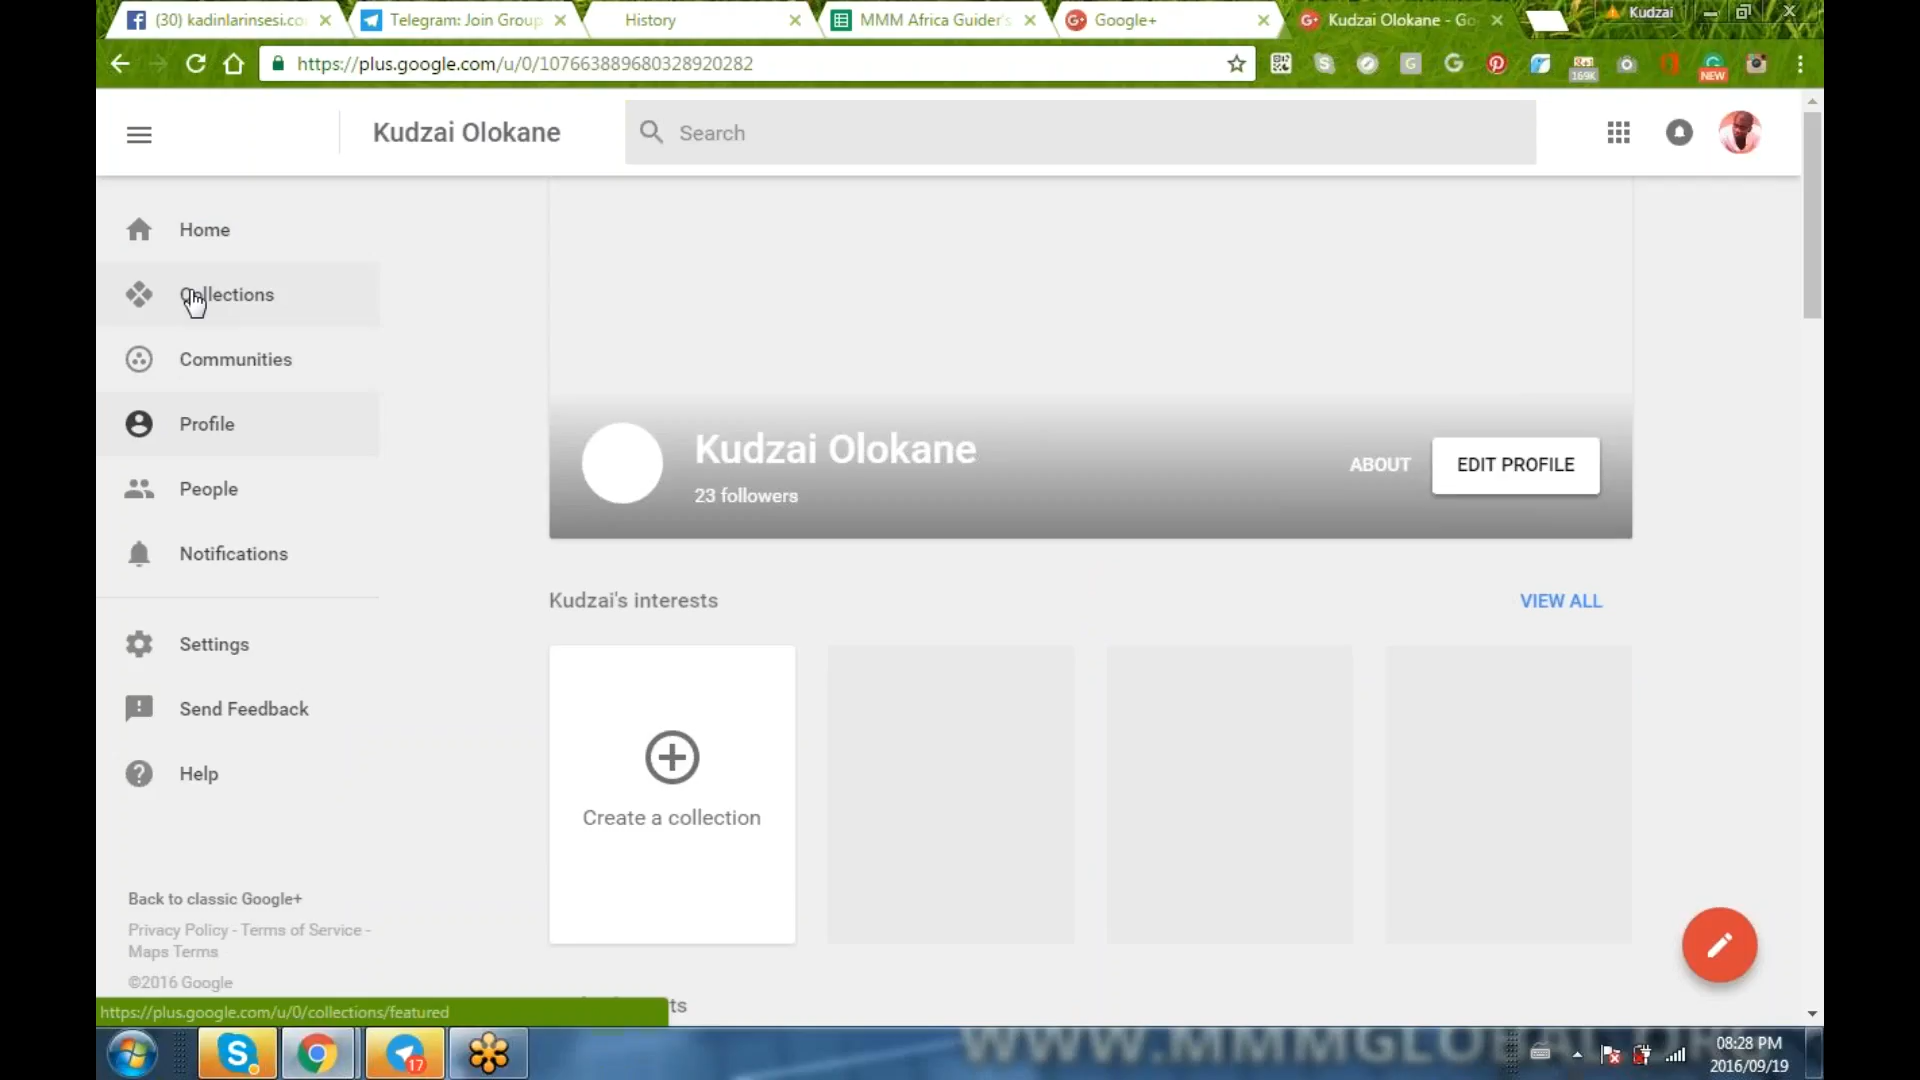 (30) kadinlarinsesi.co
Telegram: Join Group
History
MMM Africa Guider's
Google+
Kudzai Olokane - Go
Kudzai
https://plus.google.com/u/0/107663889680328920282
169K
NEW
Kudzai Olokane
Search
Home
Collections
Communities
Profile
People
Notifications
Settings
Send Feedback
Help
Back to classic Google+
Privacy Policy - Terms of Service -
Maps Terms
©2016 Google
Kudzai Olokane
23 followers
ABOUT
EDIT PROFILE
Kudzai's interests
VIEW ALL
Create a collection
https://plus.google.com/u/0/collections/featured
17
08:28 PM
2016/09/19